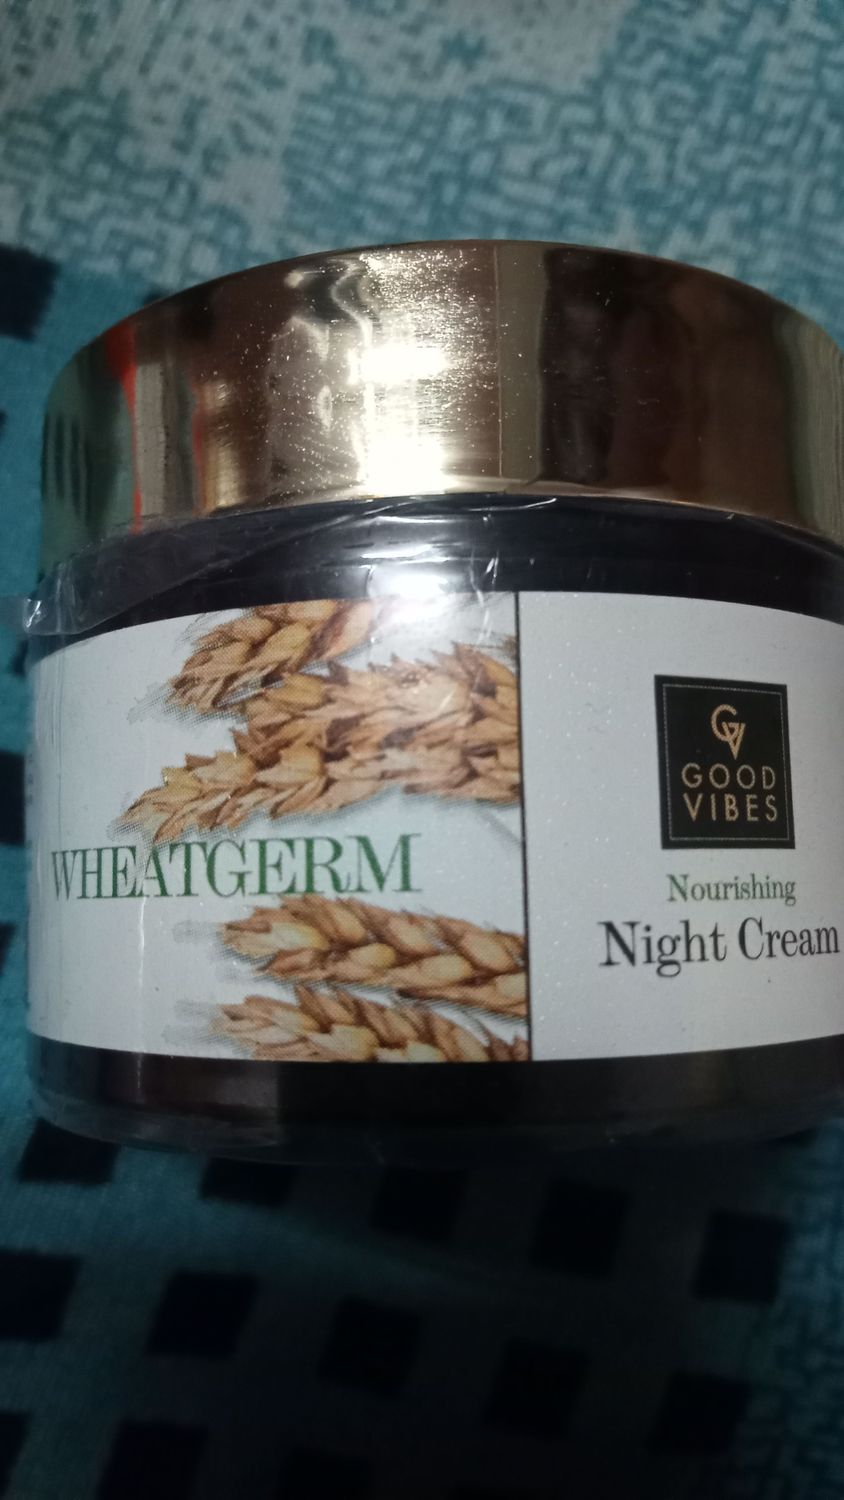 WHEATGERM
GV
GOOD
VIBES
Nourishing
Night Cream